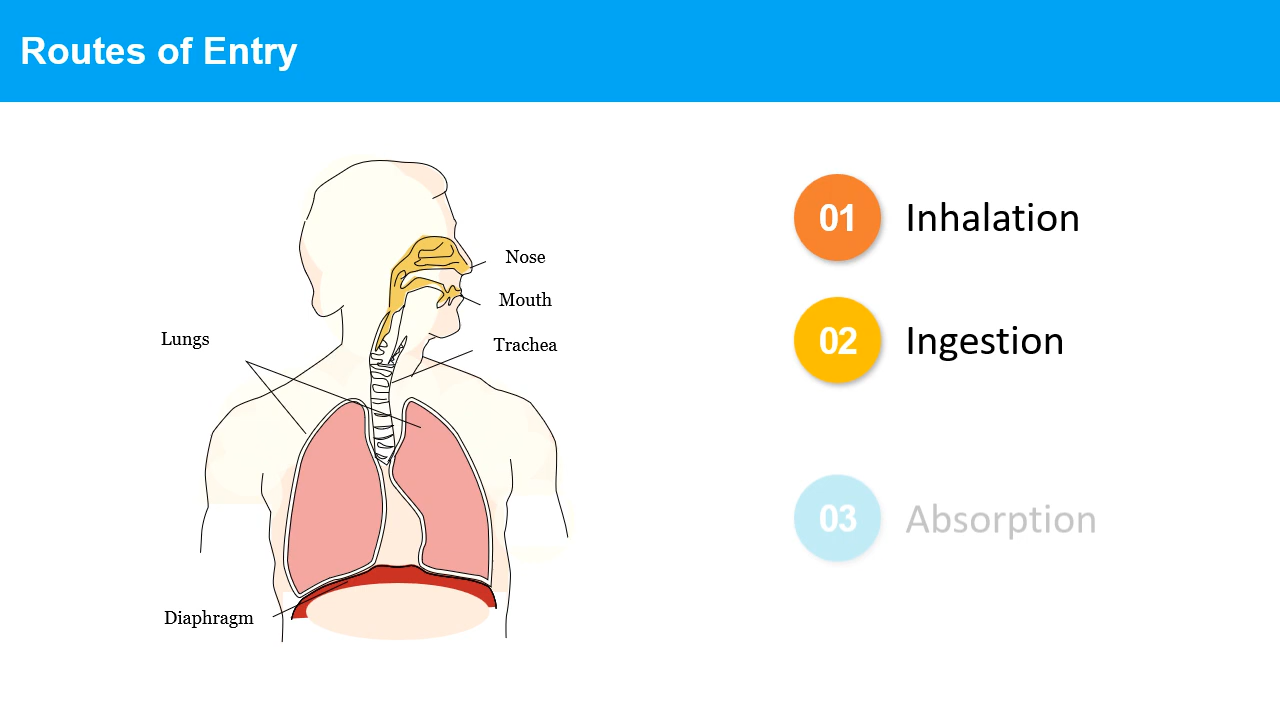 Routes of Entry
Nose
Mouth
Trachea
Lungs
Diaphragm
01 Inhalation
02 Ingestion
03 Absorption